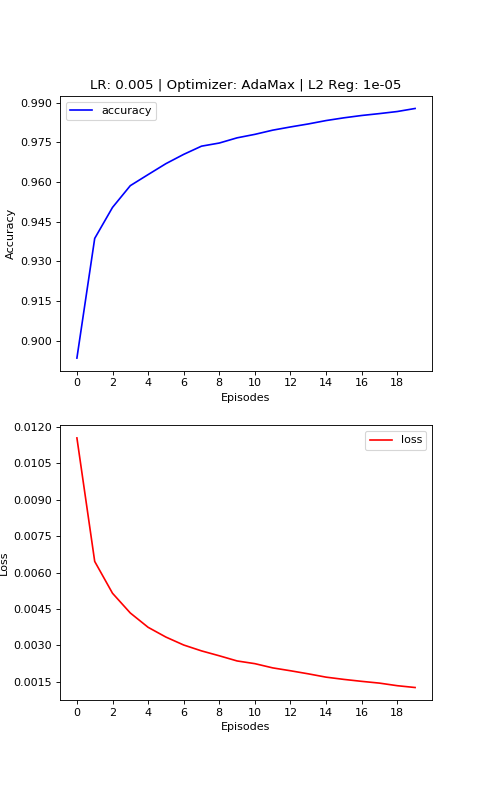 LR: 0.005 | Optimizer: AdaMax | L2 Reg: 1e-05
0.990
accuracy
0.975
0.960
0.945
Accuracy
0.930
0.915
0.900
0 2 4 6 8 10 12 14 16 18
Episodes
0.0120
loss
0.0105
0.0090
0.0075
Loss
0.0060
0.0045
0.0030
0.0015
0 2 4 6 8 10 12 14 16 18
Episodes